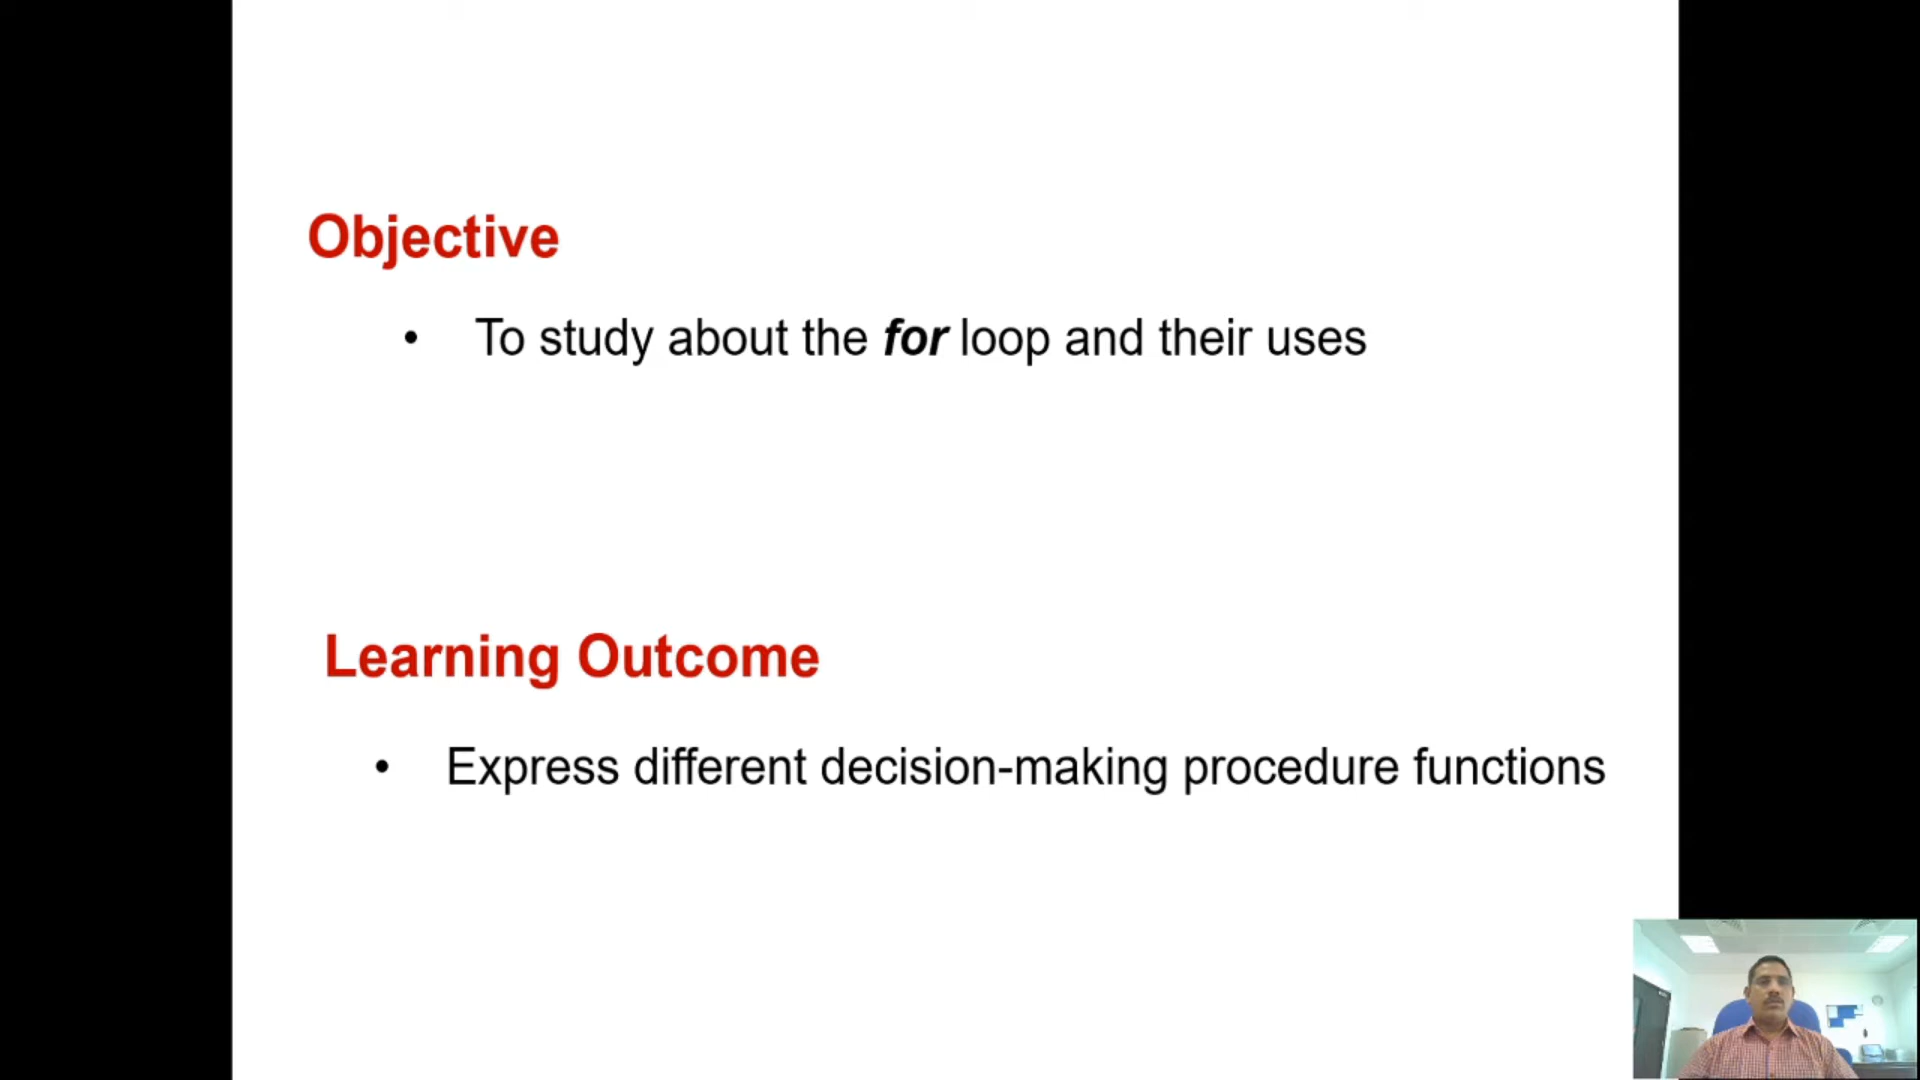 Objective
• To study about the for loop and their uses
Learning Outcome
• Express different decision-making procedure functions